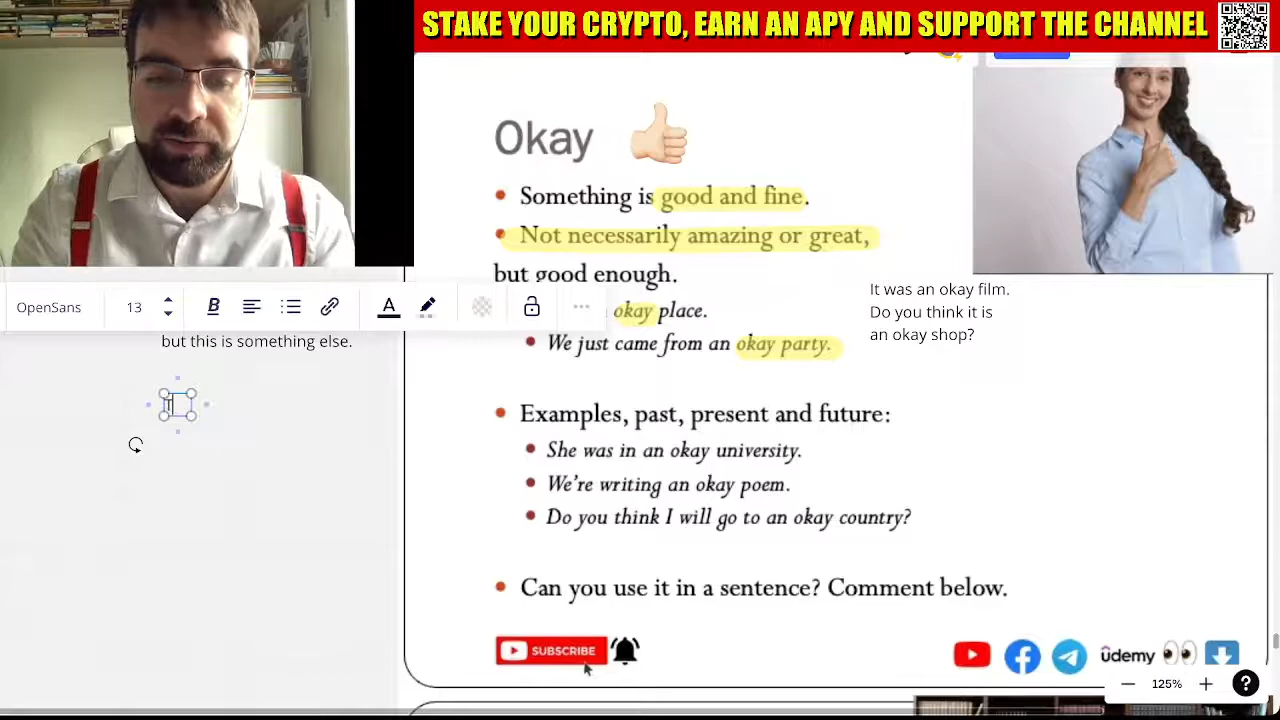 STAKE YOUR CRYPTO, EARN AN APY AND SUPPORT THE CHANNEL
Okay
Something is good and fine.
Not necessarily amazing or great,
but good enough.
okay place.
We just came from an okay party.
It was an okay film.
Do you think it is
an okay shop?
OpenSans
13
B
A
but this is something else.
T
Examples, past, present and future:
She was in an okay university.
We're writing an okay poem.
Do you think I will go to an okay country?
Can you use it in a sentence? Comment below.
SUBSCRIBE
ûdemy
125%
?